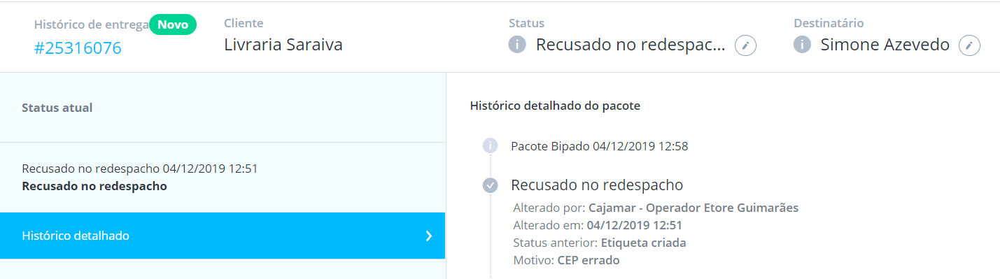 Histórico de entrega Novo
#25316076
Cliente
Livraria Saraiva
Status
Recusado no redespac...
Destinatário
Simone Azevedo
Status atual
Recusado no redespacho 04/12/2019 12:51
Recusado no redespacho
Histórico detalhado
Histórico detalhado do pacote
Pacote Bipado 04/12/2019 12:58
Recusado no redespacho
Alterado por: Cajamar - Operador Etore Guimarães
Alterado em: 04/12/2019 12:51
Status anterior: Etiqueta criada
Motivo: CEP errado